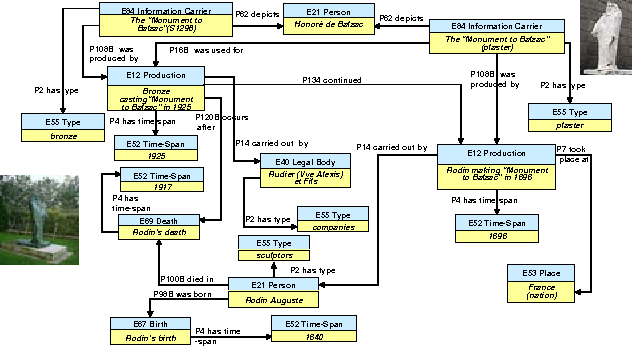 E84 Information Carrier
The "Monument to
Balzac"(S1296)
P62 depicts
E21 Person
Honoré de Balzac
P62 depicts
E84 Information Carrier
The "Monument to Balzac"
(plaster)
P108B was
produced by
P16B was used for
P134 continued
P108B was
produced by
P2 has type
E12 Production
Bronze
casting"Monument
to Balzac" in 1925
P2 has type
E55 Type
bronze
P4 has time-span
P120B occurs
after
E55 Type
plaster
E52 Time-Span
1925
P14 carried out by
P14 carried out by
E12 Production
Rodin making "Monument
to Balzac" in 1898
P7 took
place at
E40 Legal Body
Rudier (Vve Alexis)
et Fils
E52 Time-Span
1917
P4 has
time-span
P4 has time-span
E69 Death
Rodin's death
P2 has type
E55 Type
companies
E52 Time-Span
1898
E55 Type
sculptors
P2 has type
P100B died in
E21 Person
Rodin Auguste
E53 Place
France
(nation)
P98B was born
E67 Birth
Rodin's birth
P4 has time
-span
E52 Time-Span
1840